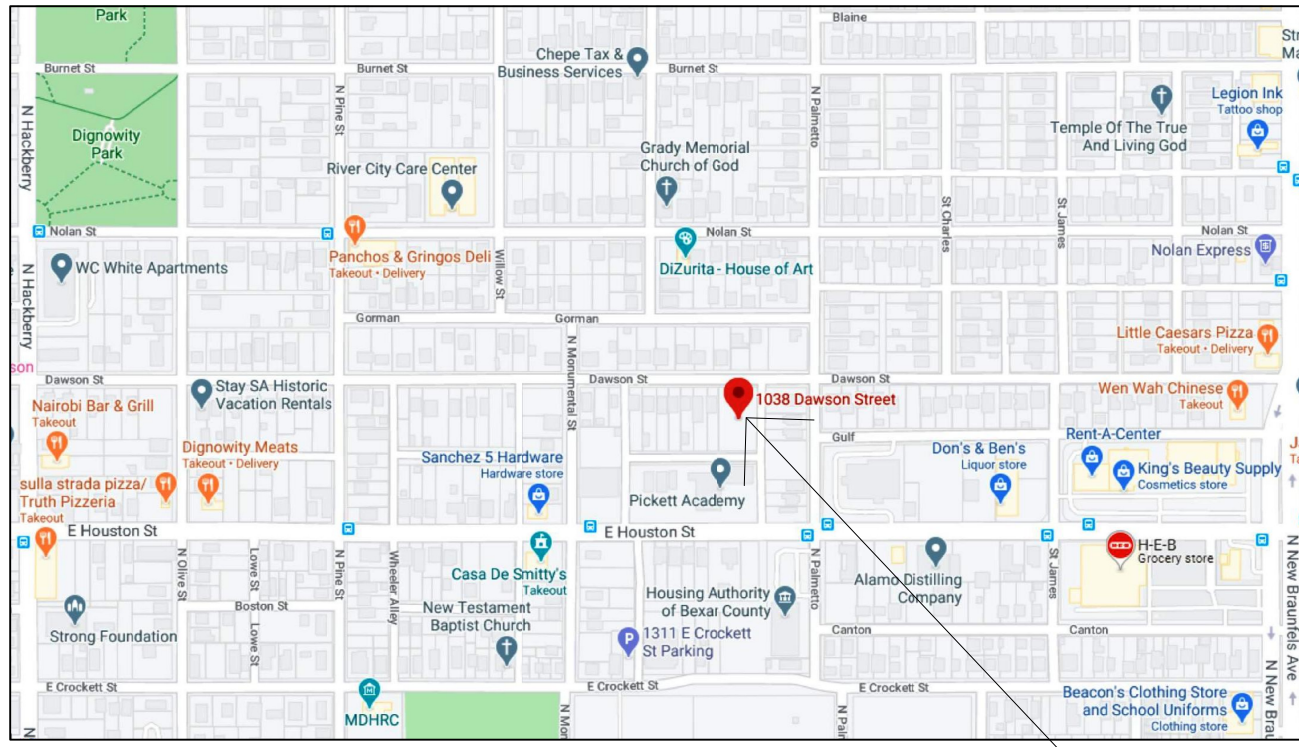 Park
Blaine
Str
Ma
Burnet St
Burnet St
Chepe Tax &
Business Services
Burnet St
N Hackberry
Dignowity
Park
N Pine St
N Palmetto
Legion Ink
Tattoo shop
Temple Of The True
And Living God
River City Care Center
Grady Memorial
Church of God
St Charles
St James
Nolan St
Nolan St
Nolan St
Panchos & Gringos Deli
Takeout • Delivery
Willow St
DiZurita - House of Art
Nolan Express
WC White Apartments
N Hackberry
Gorman
Gorman
N Monumental St
Little Caesars Pizza
Takeout • Delivery
son
Dawson St
Dawson St
Dawson St
Stay SA Historic
Vacation Rentals
1038 Dawson Street
Wen Wah Chinese
Takeout
Nairobi Bar & Grill
Takeout
Dignowity Meats
Takeout • Delivery
Gulf
Rent-A-Center
Don's & Ben's
Liquor store
Sanchez 5 Hardware
Hardware store
King's Beauty Supply
Cosmetics store
sulla strada pizza/
Truth Pizzeria
Takeout
Pickett Academy
E Houston St
E Houston St
N Olive St
Lowe St
N Pine St
Wheeler Alley
Casa De Smitty's
Takeout
N Palmetto
Alamo Distilling
Company
St James
H-E-B
Grocery store
N New Braunfels Ave
Housing Authority
of Bexar County
Boston St
New Testament
Baptist Church
Strong Foundation
Lowe St
1311 E Crockett
St Parking
Canton
Canton
E Crockett St
E Crockett St
E Crockett St
MDHRC
Beacon's Clothing Store
and School Uniforms
Clothing store
N
N Mon
N Pal
N New Brau